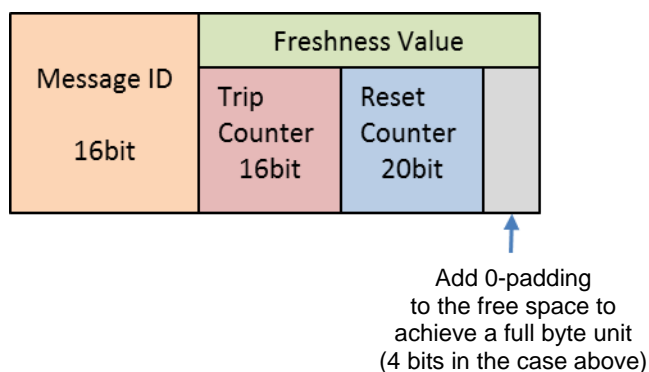 Message ID
16bit
Freshness Value
Trip
Counter
16bit
Reset
Counter
20bit
Add 0-padding
to the free space to
achieve a full byte unit
(4 bits in the case above)